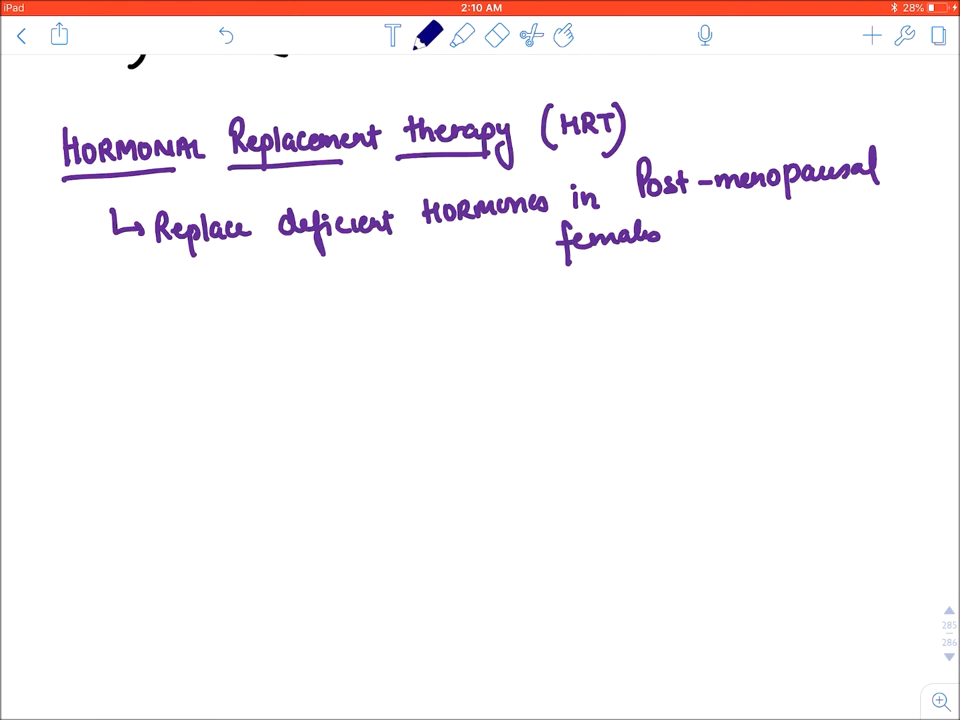 iPad
2:10 AM
28%
T
HORMONAL Replacement therapy (HRT)
↳ Replace deficient HORMONES in Post-menopausal
females
285
286